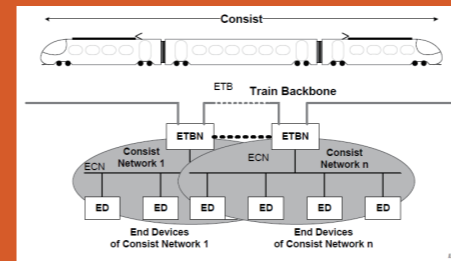 Consist
ETB
Train Backbone
ETBN
ETBN
Consist
Network 1
Consist
Network n
ECN
ECN
ED
ED
ED
ED
ED
ED
End Devices
of Consist Network 1
End Devices
of Consist Network n